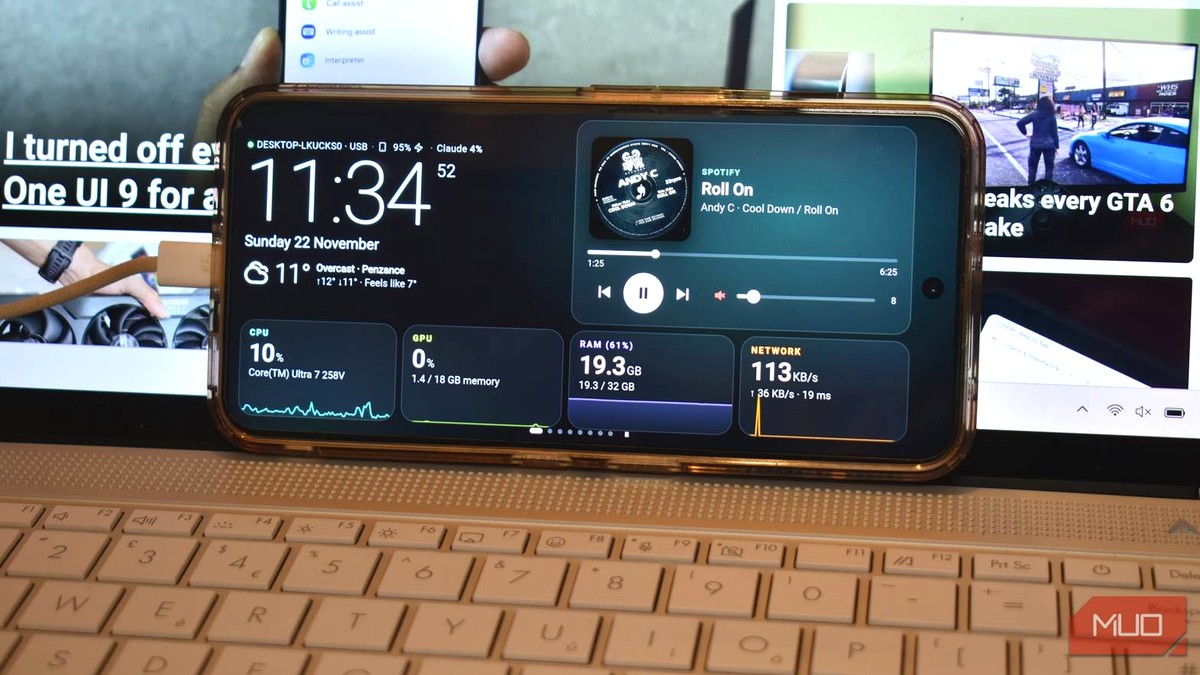 Call assist
Writing assist
Interpreter
I turned off
One UI 9 for a
eaks every GTA 6
ake
DESKTOP-LKUCKS0 · USB · 95% · Claude 4%
11:34 52
Sunday 22 November
11° Overcast · Penzance
↑12° ↓11° · Feels like 7°
ANDY C
SPOTIFY
Roll On
Andy C · Cool Down / Roll On
1:25 6:25
8
CPU
10%
Core(TM) Ultra 7 258V
GPU
0%
1.4 / 18 GB memory
RAM (61%)
19.3GB
19.3 / 32 GB
NETWORK
113KB/s
↑ 36 KB/s · 19 ms
F1 F2 F3 F4 F5 F6 F7 F8 F9 F10 F11 F12 Prt Sc
" 2 £ 3 $ 4 € % 5 ^ 6 & 7 * 8 ( 9 ) 0 _ - + =
W E R T Y U I O P { [
S D
MUO